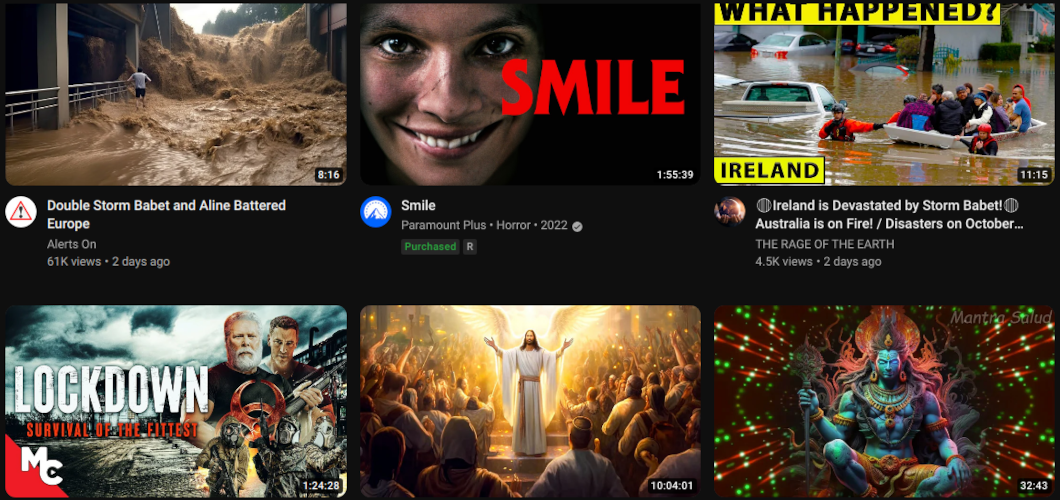 WHAT HAPPENED?
SMILE
IRELAND
8:16
1:55:39
11:15
Double Storm Babet and Aline Battered
Europe
Alerts On
61K views • 2 days ago
Smile
Paramount Plus • Horror • 2022
Purchased R
Ireland is Devastated by Storm Babet!
Australia is on Fire! / Disasters on October...
THE RAGE OF THE EARTH
4.5K views • 2 days ago
LOCKDOWN
SURVIVAL OF THE FITTEST
MC
1:24:28
10:04:01
Mantra Salud
32:43